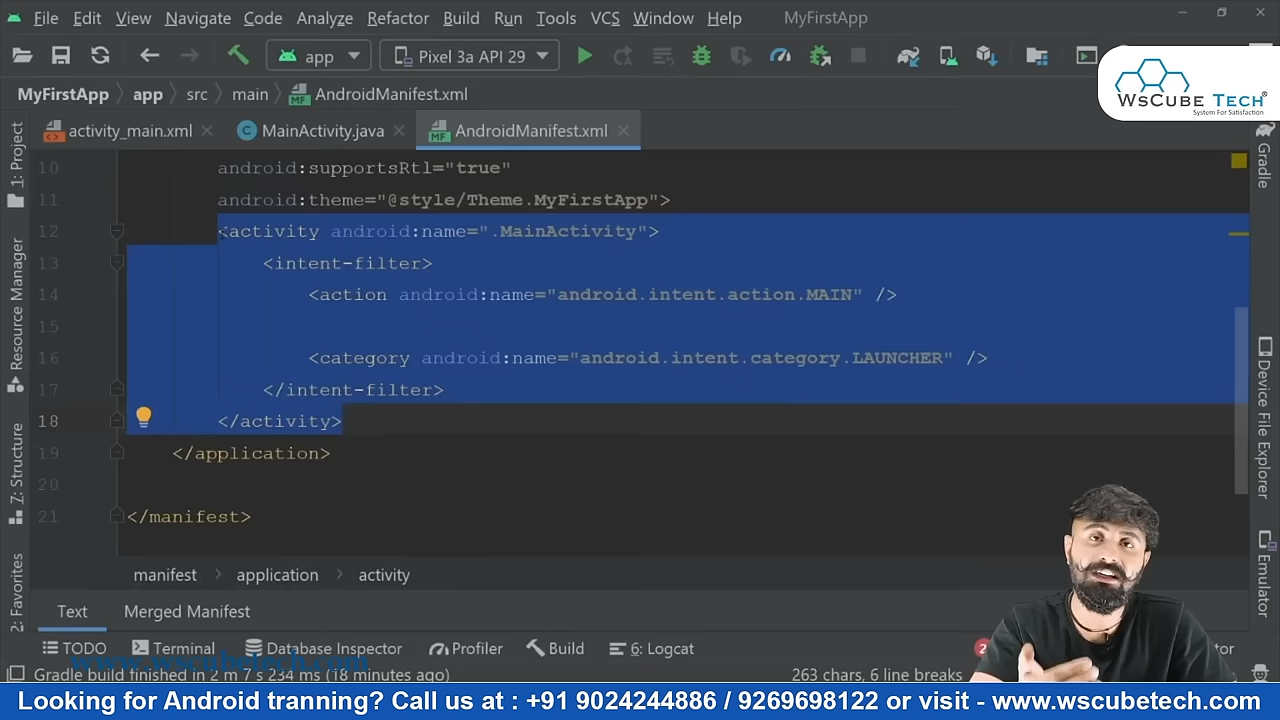 File Edit View Navigate Code Analyze Refactor Build Run Tools VCS Window Help MyFirstApp
app Pixel 3a API 29
WsCube Tech®
System For Satisfaction
MyFirstApp app src main AndroidManifest.xml
activity_main.xml MainActivity.java AndroidManifest.xml
1: Project
Resource Manager
Z: Structure
2: Favorites
10 android:supportsRtl="true"
11 android:theme="@style/Theme.MyFirstApp">
12 <activity android:name=".MainActivity">
13 <intent-filter>
14 <action android:name="android.intent.action.MAIN" />
15
16 <category android:name="android.intent.category.LAUNCHER" />
17 </intent-filter>
18 </activity>
19 </application>
20
21 </manifest>
Gradle
Device File Explorer
Emulator
manifest application activity
Text Merged Manifest
TODO Terminal Database Inspector Profiler Build 6: Logcat
www.wscubetech.com
Gradle build finished in 2 m 7 s 234 ms (18 minutes ago) 263 chars, 6 line breaks
Looking for Android tranning? Call us at : +91 9024244886 / 9269698122 or visit - www.wscubetech.com